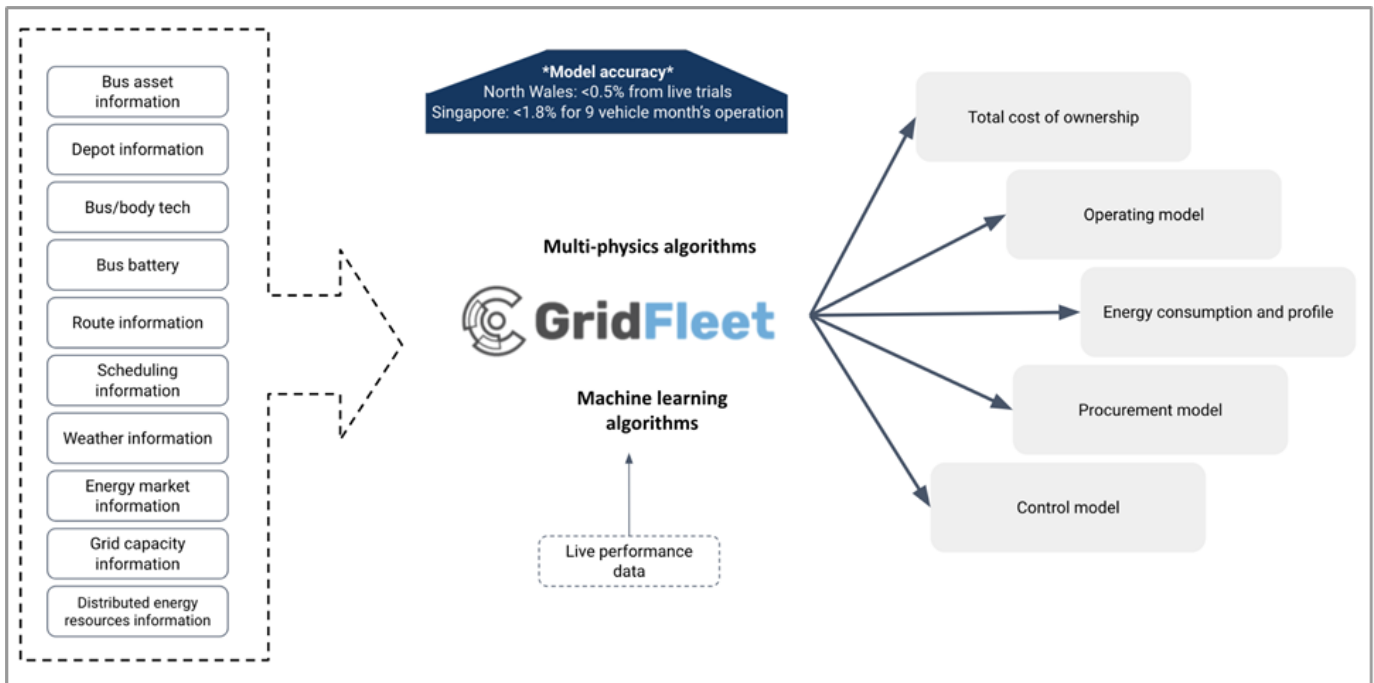 Bus asset
information
Depot information
Bus/body tech
Bus battery
Route information
Scheduling
information
Weather information
Energy market
information
Grid capacity
information
Distributed energy
resources information
*Model accuracy*
North Wales: <0.5% from live trials
Singapore: <1.8% for 9 vehicle month's operation
Multi-physics algorithms
GridFleet
Machine learning
algorithms
Live performance
data
Total cost of ownership
Operating model
Energy consumption and profile
Procurement model
Control model